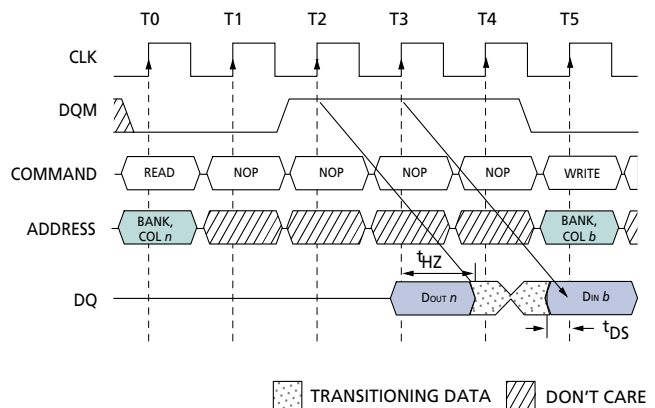 T0 T1 T2 T3 T4 T5
CLK
DQM
COMMAND READ NOP NOP NOP NOP WRITE
ADDRESS BANK, COL n BANK, COL b
tHZ
DQ DOUT n DIN b
tDS
TRANSITIONING DATA DON'T CARE